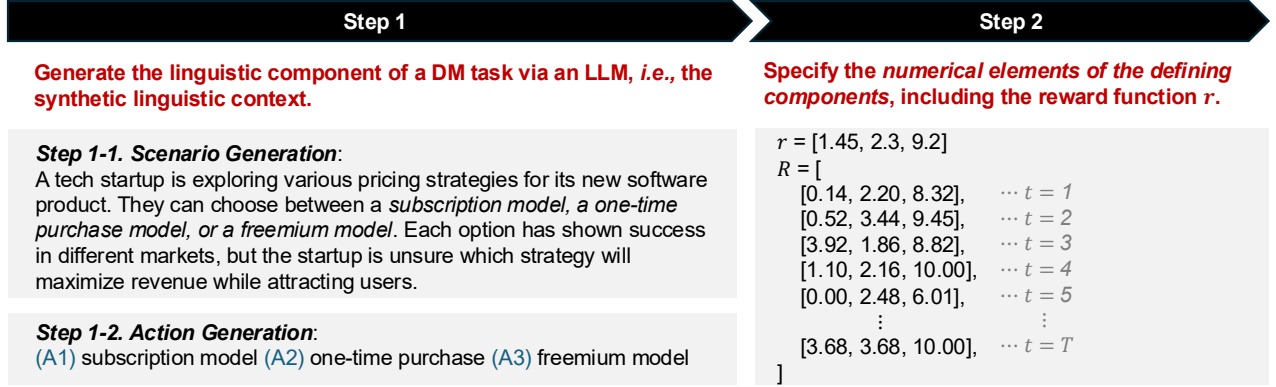 Step 1
Generate the linguistic component of a DM task via an LLM, i.e., the
synthetic linguistic context.
Step 1-1. Scenario Generation:
A tech startup is exploring various pricing strategies for its new software
product. They can choose between a subscription model, a one-time
purchase model, or a freemium model. Each option has shown success
in different markets, but the startup is unsure which strategy will
maximize revenue while attracting users.
Step 1-2. Action Generation:
(A1) subscription model (A2) one-time purchase (A3) freemium model
Step 2
Specify the numerical elements of the defining
components, including the reward function r.
r = [1.45, 2.3, 9.2]
R = [
[0.14, 2.20, 8.32], ⋯ t = 1
[0.52, 3.44, 9.45], ⋯ t = 2
[3.92, 1.86, 8.82], ⋯ t = 3
[1.10, 2.16, 10.00], ⋯ t = 4
[0.00, 2.48, 6.01], ⋯ t = 5
⋮ ⋮
[3.68, 3.68, 10.00], ⋯ t = T
]